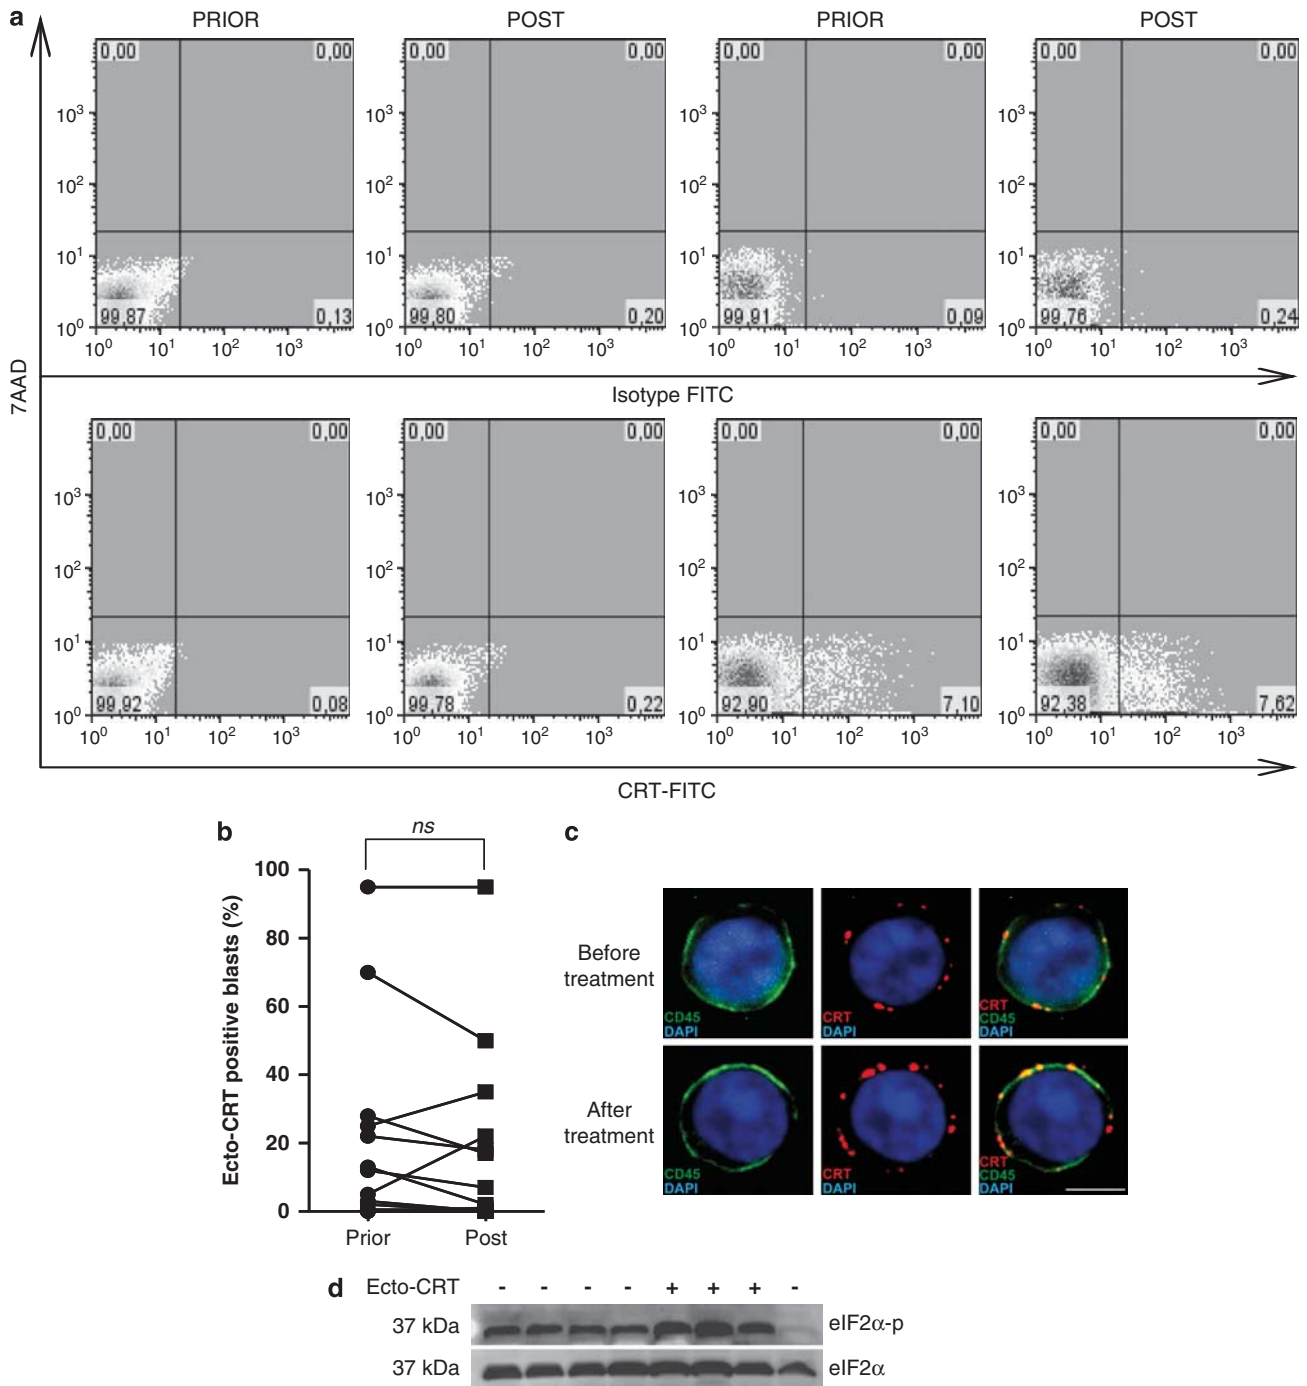 a
PRIOR POST PRIOR POST
0,00 0,00 0,00 0,00 0,00 0,00 0,00 0,00
10³ 10³ 10³ 10³
10² 10² 10² 10²
10¹ 10¹ 10¹ 10¹
99,87 0,13 99,80 0,20 99,91 0,09 99,76 0,24
10⁰ 10⁰ 10⁰ 10⁰
10⁰ 10¹ 10² 10³ 10⁰ 10¹ 10² 10³ 10⁰ 10¹ 10² 10³ 10⁰ 10¹ 10² 10³
Isotype FITC
7AAD
0,00 0,00 0,00 0,00 0,00 0,00 0,00 0,00
10³ 10³ 10³ 10³
10² 10² 10² 10²
10¹ 10¹ 10¹ 10¹
99,92 0,08 99,78 0,22 92,90 7,10 92,38 7,62
10⁰ 10⁰ 10⁰ 10⁰
10⁰ 10¹ 10² 10³ 10⁰ 10¹ 10² 10³ 10⁰ 10¹ 10² 10³ 10⁰ 10¹ 10² 10³
CRT-FITC
b
ns
Ecto-CRT positive blasts (%)
100
80
60
40
20
0
Prior Post
c
Before
treatment
CD45
DAPI
CRT
DAPI
CRT
CD45
DAPI
After
treatment
CD45
DAPI
CRT
DAPI
CRT
CD45
DAPI
d
Ecto-CRT - - - - + + + -
37 kDa eIF2α-p
37 kDa eIF2α